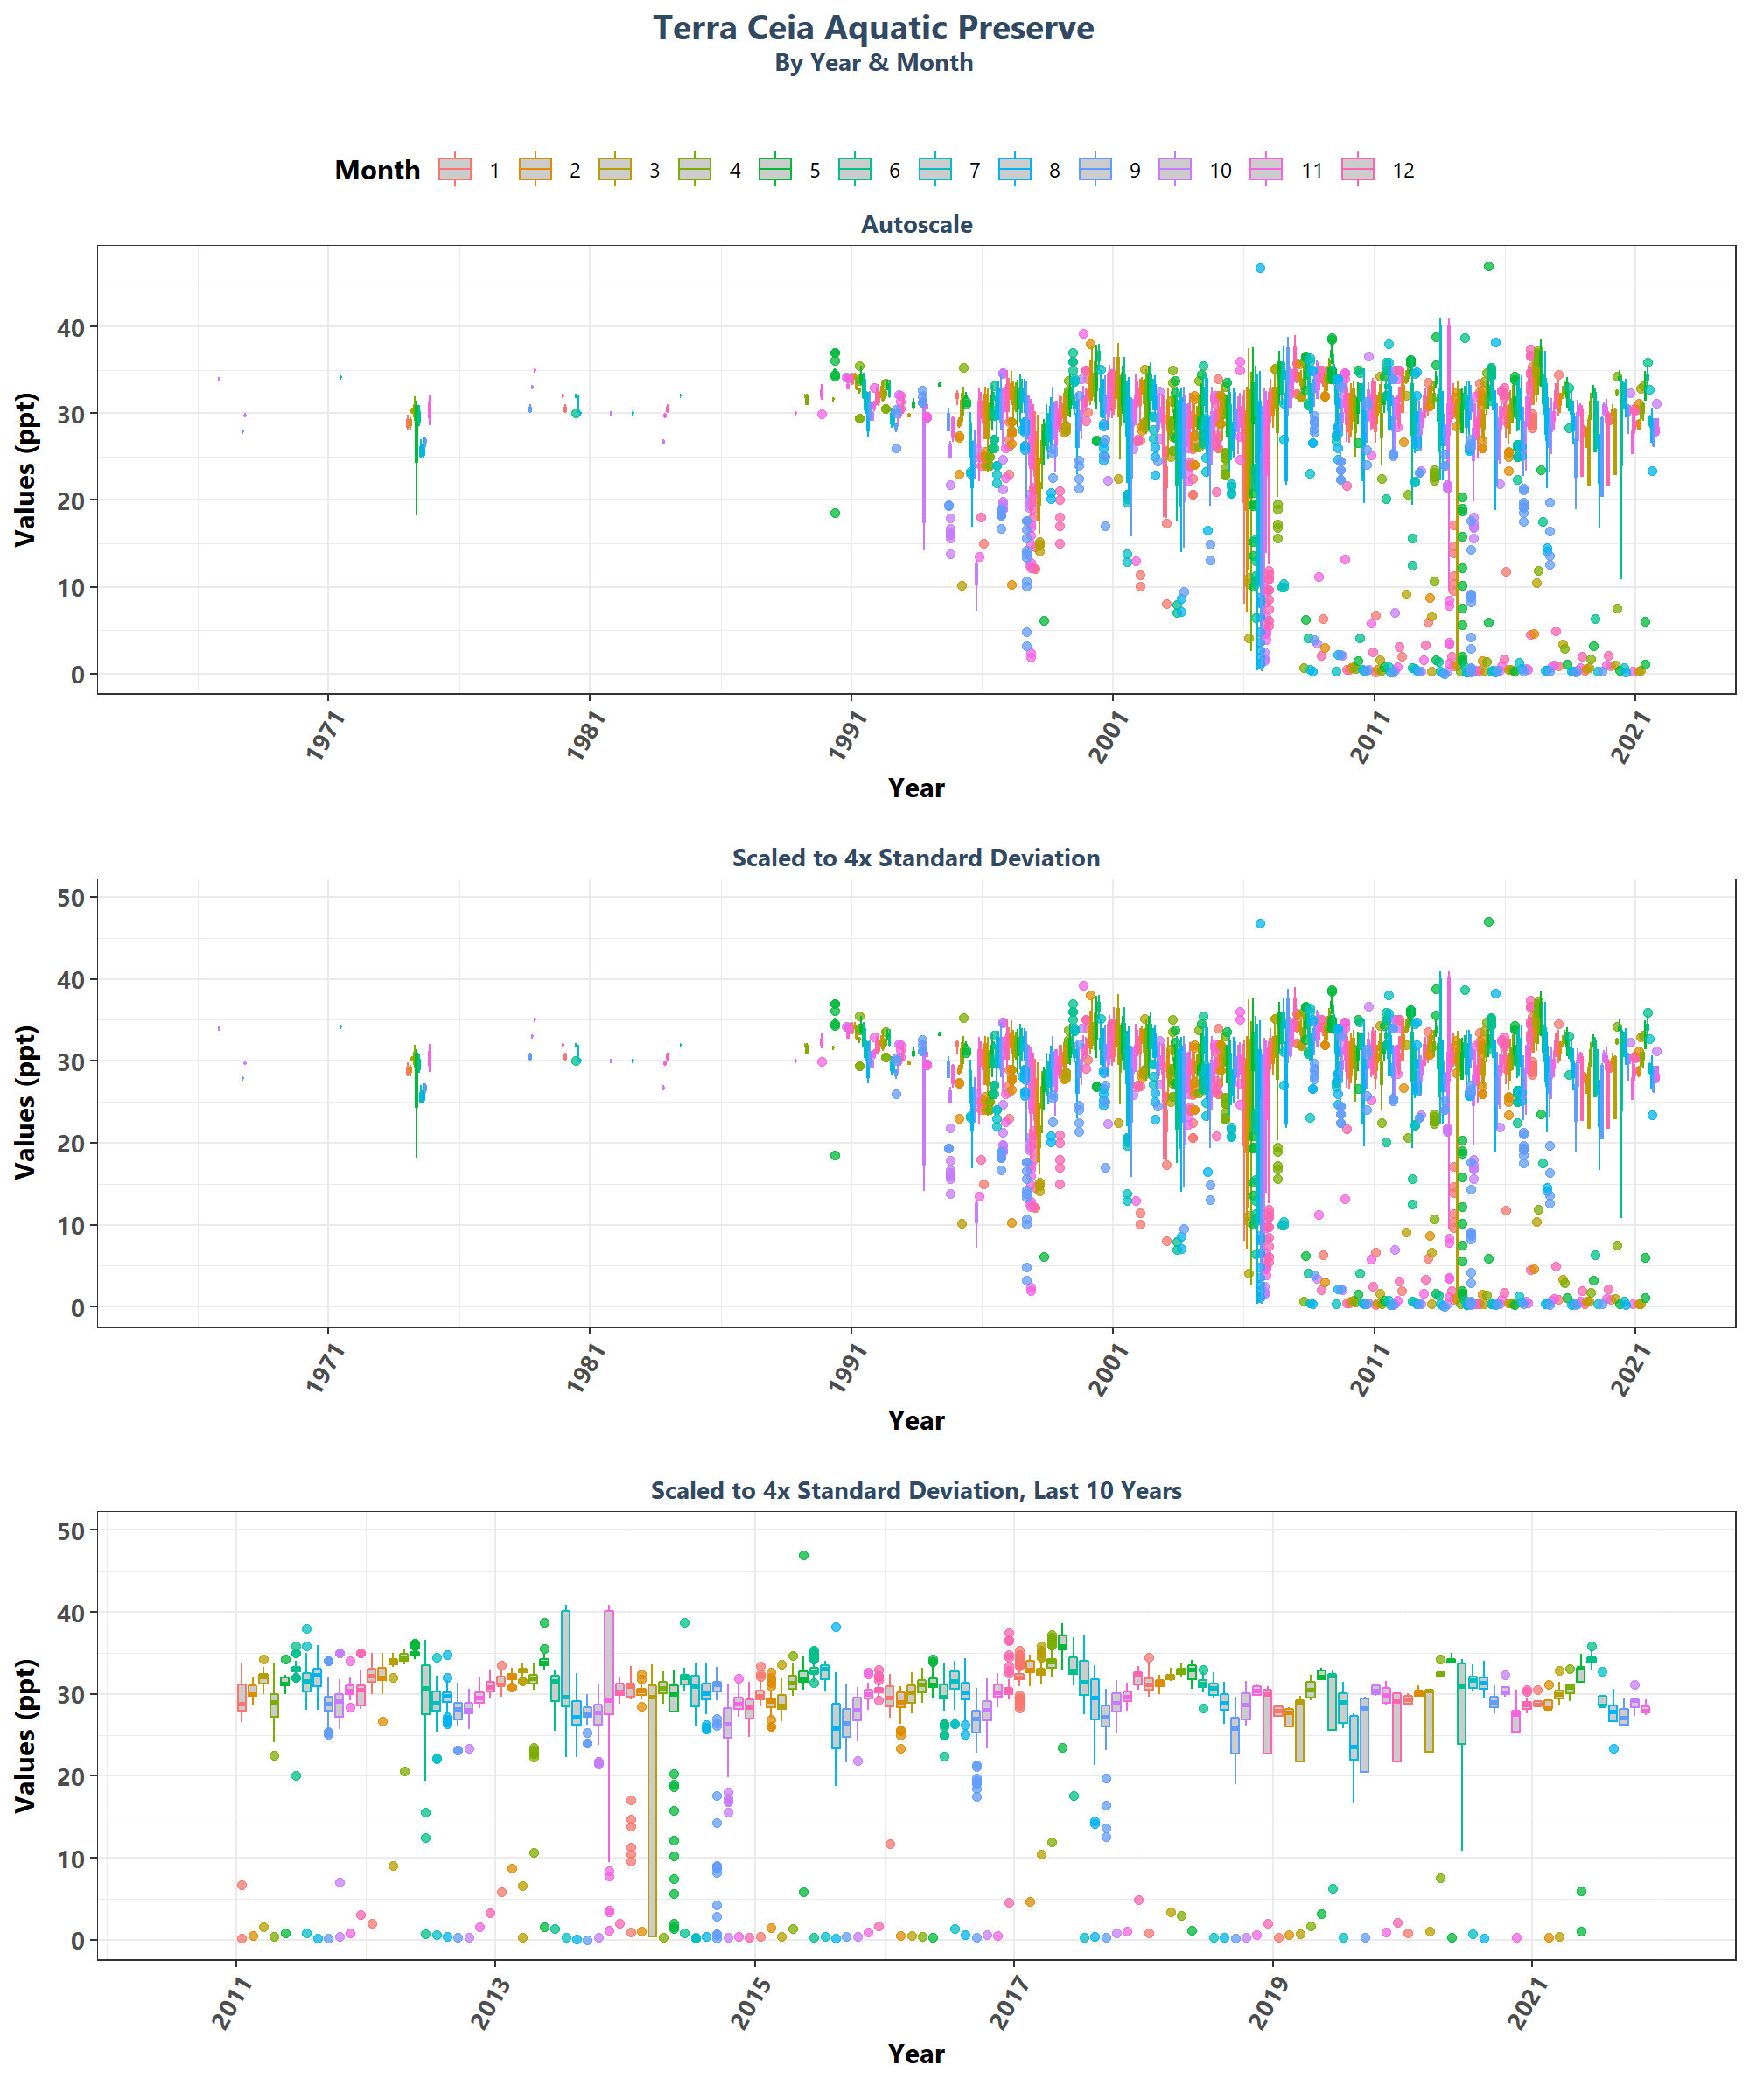 Terra Ceia Aquatic Preserve
By Year & Month
Month 1 2 3 4 5 6 7 8 9 10 11 12
Autoscale
Values (ppt)
40
30
20
10
0
1971 1981 1991 2001 2011 2021
Year
Scaled to 4x Standard Deviation
Values (ppt)
50
40
30
20
10
0
1971 1981 1991 2001 2011 2021
Year
Scaled to 4x Standard Deviation, Last 10 Years
Values (ppt)
50
40
30
20
10
0
2011 2013 2015 2017 2019 2021
Year